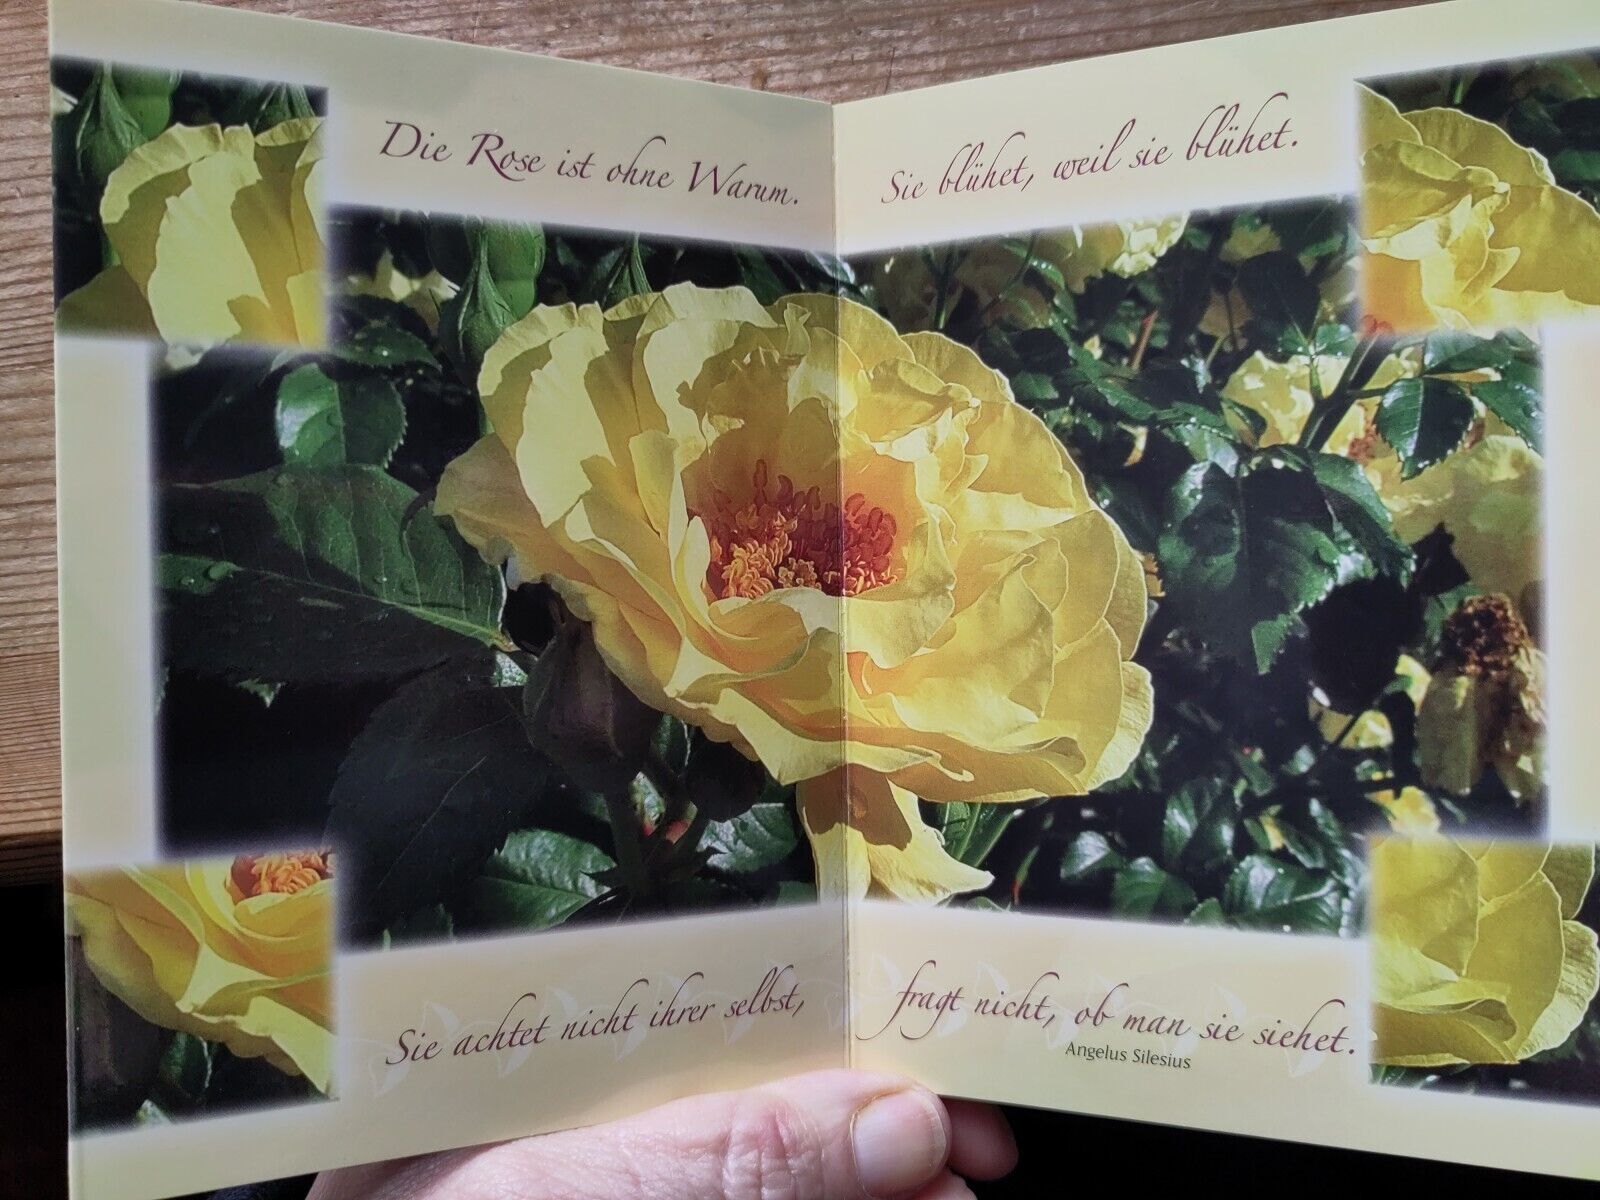 Die Rose ist ohne Warum.
Sie blühet, weil sie blühet.
Sie achtet nicht ihrer selbst,
fragt nicht, ob man sie siehet.
Angelus Silesius